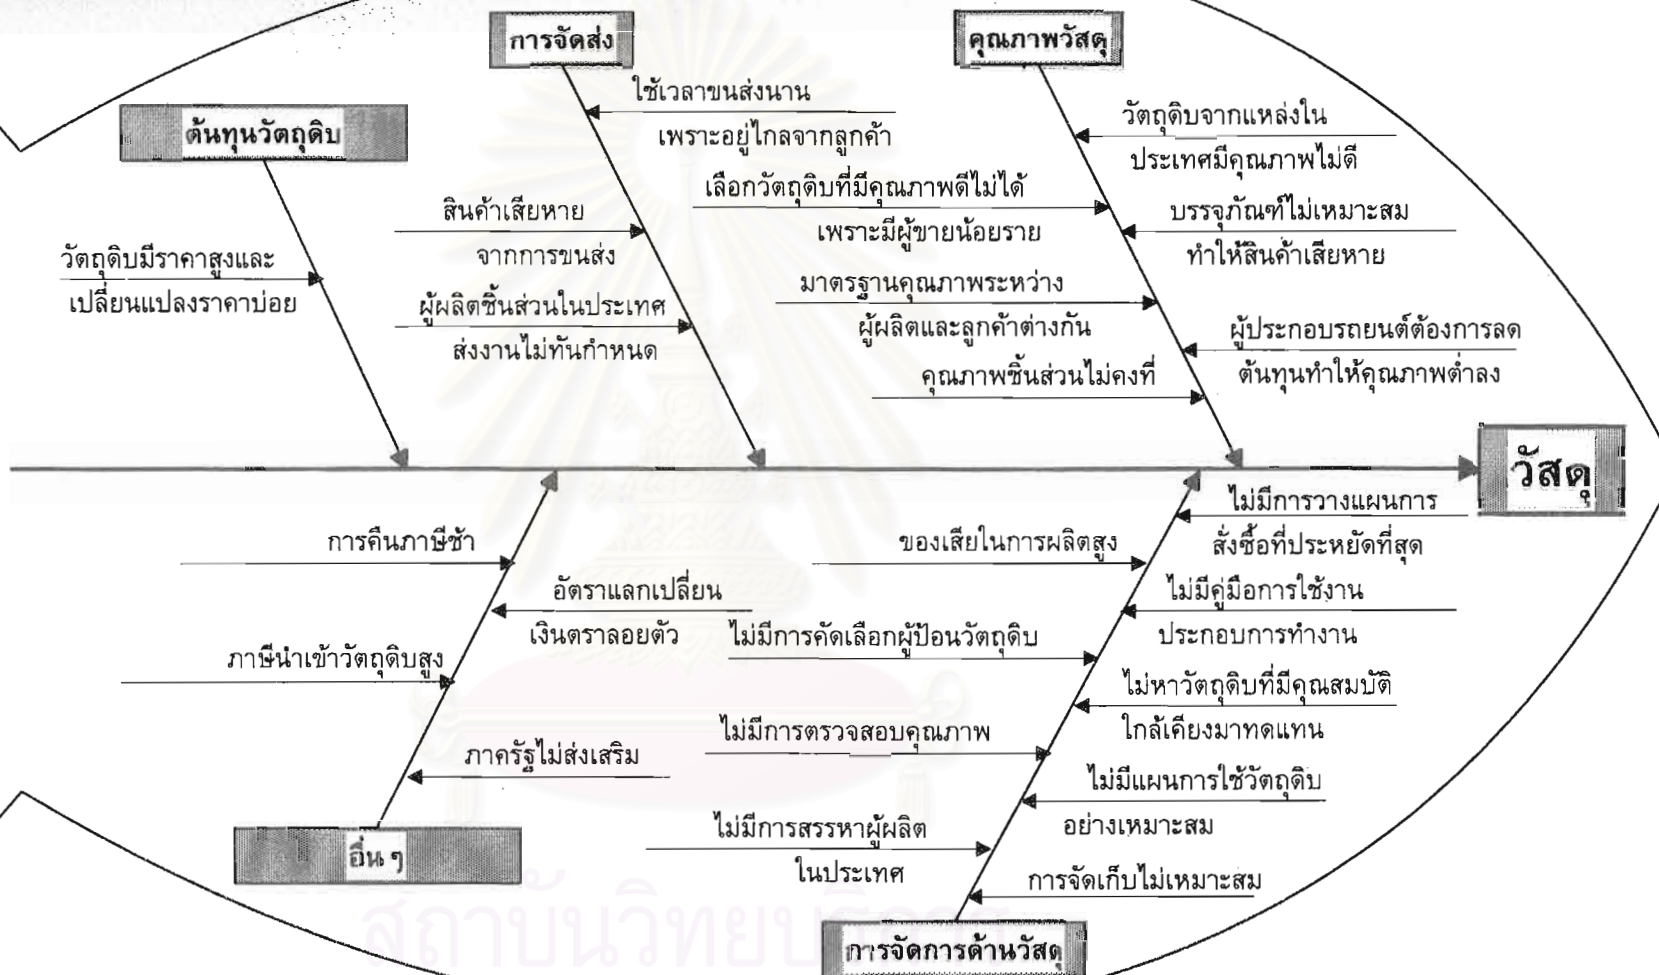 การจัดส่ง
คุณภาพวัสดุ
ต้นทุนวัตถุดิบ
ใช้เวลาขนส่งนาน
เพราะอยู่ไกลจากลูกค้า
วัตถุดิบจากแหล่งใน
ประเทศมีคุณภาพไม่ดี
เลือกวัตถุดิบที่มีคุณภาพดีไม่ได้
เพราะมีผู้ขายน้อยราย
สินค้าเสียหาย
จากการขนส่ง
บรรจุภัณฑ์ไม่เหมาะสม
ทำให้สินค้าเสียหาย
วัตถุดิบมีราคาสูงและ
เปลี่ยนแปลงราคาบ่อย
ผู้ผลิตชิ้นส่วนในประเทศ
ส่งงานไม่ทันกำหนด
มาตรฐานคุณภาพระหว่าง
ผู้ผลิตและลูกค้าต่างกัน
ผู้ประกอบรถยนต์ต้องการลด
ต้นทุนทำให้คุณภาพต่ำลง
คุณภาพชิ้นส่วนไม่คงที่
วัสดุ
ไม่มีการวางแผนการ
สั่งซื้อที่ประหยัดที่สุด
การคืนภาษีช้า
ของเสียในการผลิตสูง
อัตราแลกเปลี่ยน
เงินตราลอยตัว
ไม่มีคู่มือการใช้งาน
ประกอบการทำงาน
ไม่มีการคัดเลือกผู้ป้อนวัตถุดิบ
ภาษีนำเข้าวัตถุดิบสูง
ไม่หาวัตถุดิบที่มีคุณสมบัติ
ใกล้เคียงมาทดแทน
ไม่มีการตรวจสอบคุณภาพ
ภาครัฐไม่ส่งเสริม
ไม่มีแผนการใช้วัตถุดิบ
อย่างเหมาะสม
ไม่มีการสรรหาผู้ผลิต
ในประเทศ
อื่น ๆ
การจัดเก็บไม่เหมาะสม
สถาบันวิทยบริการ
การจัดการด้านวัสดุ